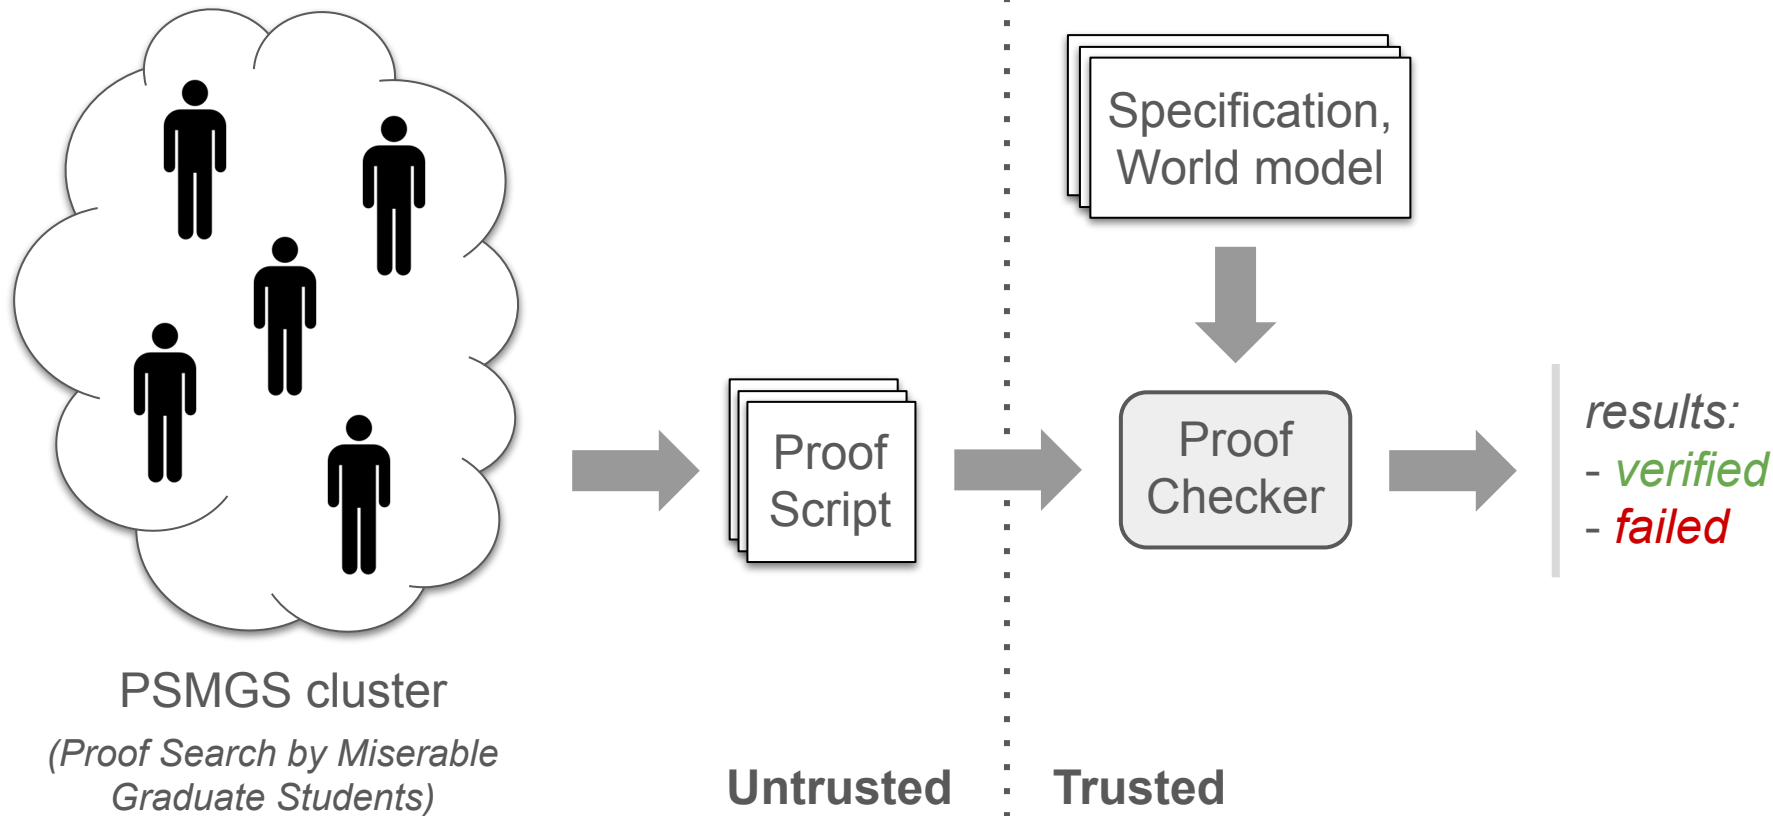 Specification,
World model
Proof
Script
Proof
Checker
results:
- verified
- failed
PSMGS cluster
(Proof Search by Miserable
Graduate Students)
Untrusted
Trusted